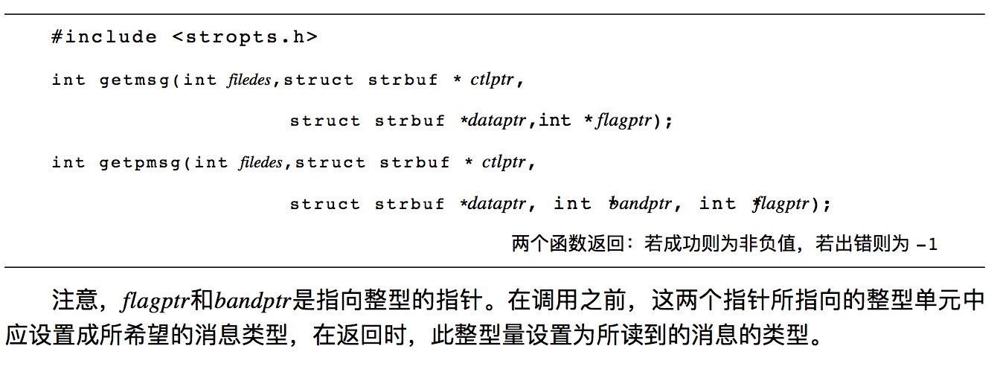 #include <stropts.h>
int getmsg(int filedes,struct strbuf * ctlptr,
struct strbuf *dataptr,int *flagptr);
int getpmsg(int filedes,struct strbuf * ctlptr,
struct strbuf *dataptr, int *bandptr, int *flagptr);
两个函数返回：若成功则为非负值，若出错则为 -1
注意，flagptr和bandptr是指向整型的指针。在调用之前，这两个指针所指向的整型单元中
应设置成所希望的消息类型，在返回时，此整型量设置为所读到的消息的类型。